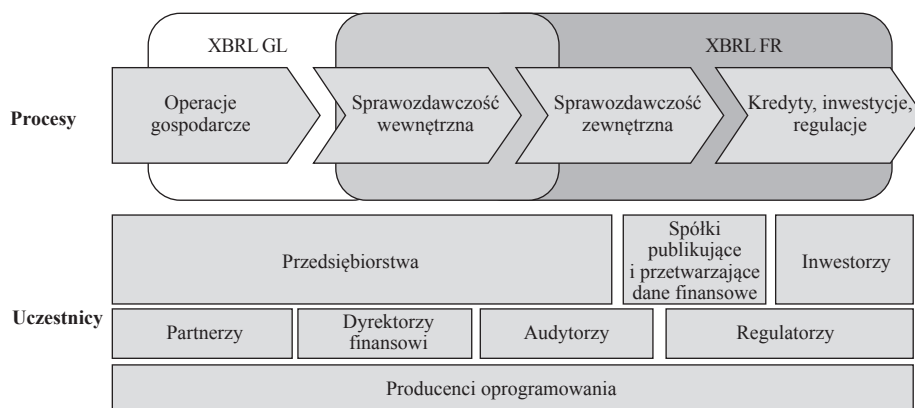 XBRL GL
XBRL FR
Procesy
Operacje
gospodarcze
Sprawozdawczość
wewnętrzna
Sprawozdawczość
zewnętrzna
Kredyty, inwestycje,
regulacje
Uczestnicy
Przedsiębiorstwa
Spółki
publikujące
i przetwarzające
dane finansowe
Inwestorzy
Partnerzy
Dyrektorzy
finansowi
Audytorzy
Regulatorzy
Producenci oprogramowania